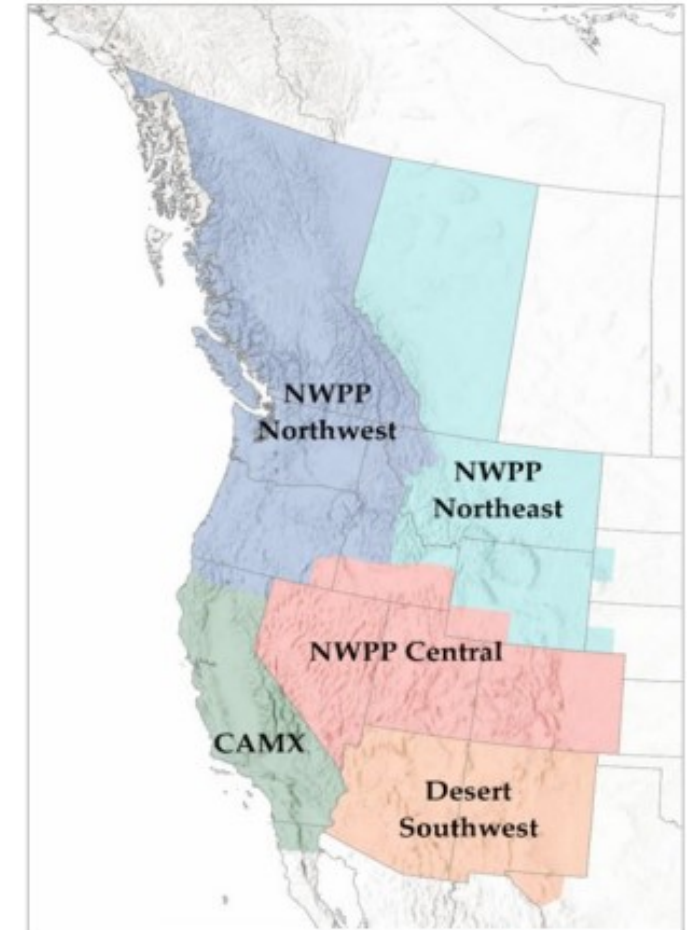 NWPP
Northwest
NWPP
Northeast
NWPP Central
CAMX
Desert
Southwest